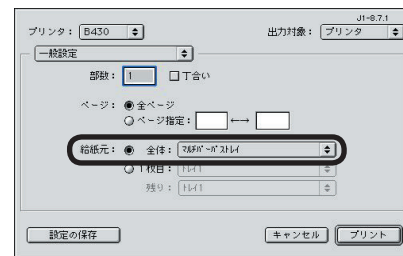 J1-8.7.1
プリンタ： B430 出力対象： プリンタ
一般設定
部数： 1 丁合い
ページ： 全ページ
ページ指定：
給紙元： 全体： ﾏﾙﾁﾊﾟｰﾊﾟｽﾄﾚｲ
1 枚目： ﾄﾚｲ1
残り： ﾄﾚｲ1
設定の保存 キャンセル プリント